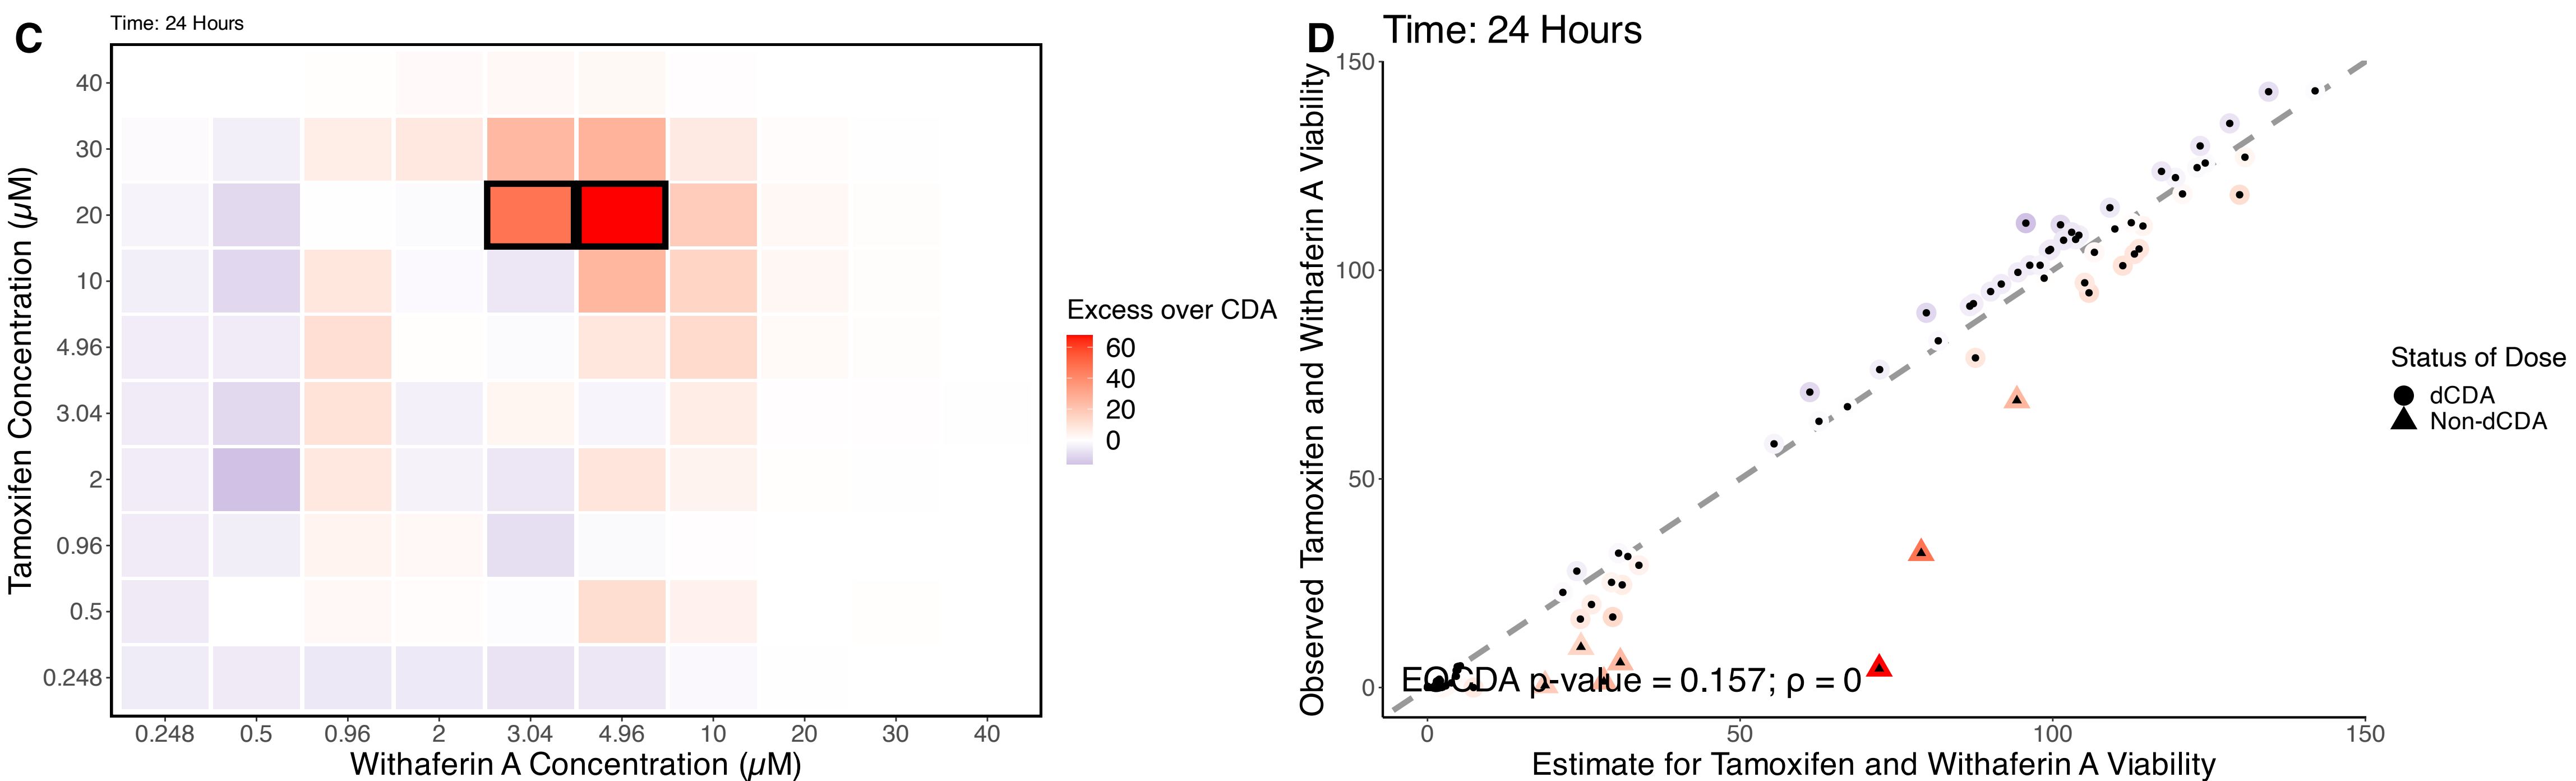 C
Time: 24 Hours
Tamoxifen Concentration (µM)
40
30
20
10
4.96
3.04
2
0.96
0.5
0.248
0.248 0.5 0.96 2 3.04 4.96 10 20 30 40
Withaferin A Concentration (µM)
Excess over CDA
60
40
20
0
D
Time: 24 Hours
Observed Tamoxifen and Withaferin A Viability
150
100
50
0
EOCDA p-value = 0.157; ρ = 0
0 50 100 150
Estimate for Tamoxifen and Withaferin A Viability
Status of Dose
dCDA
Non-dCDA